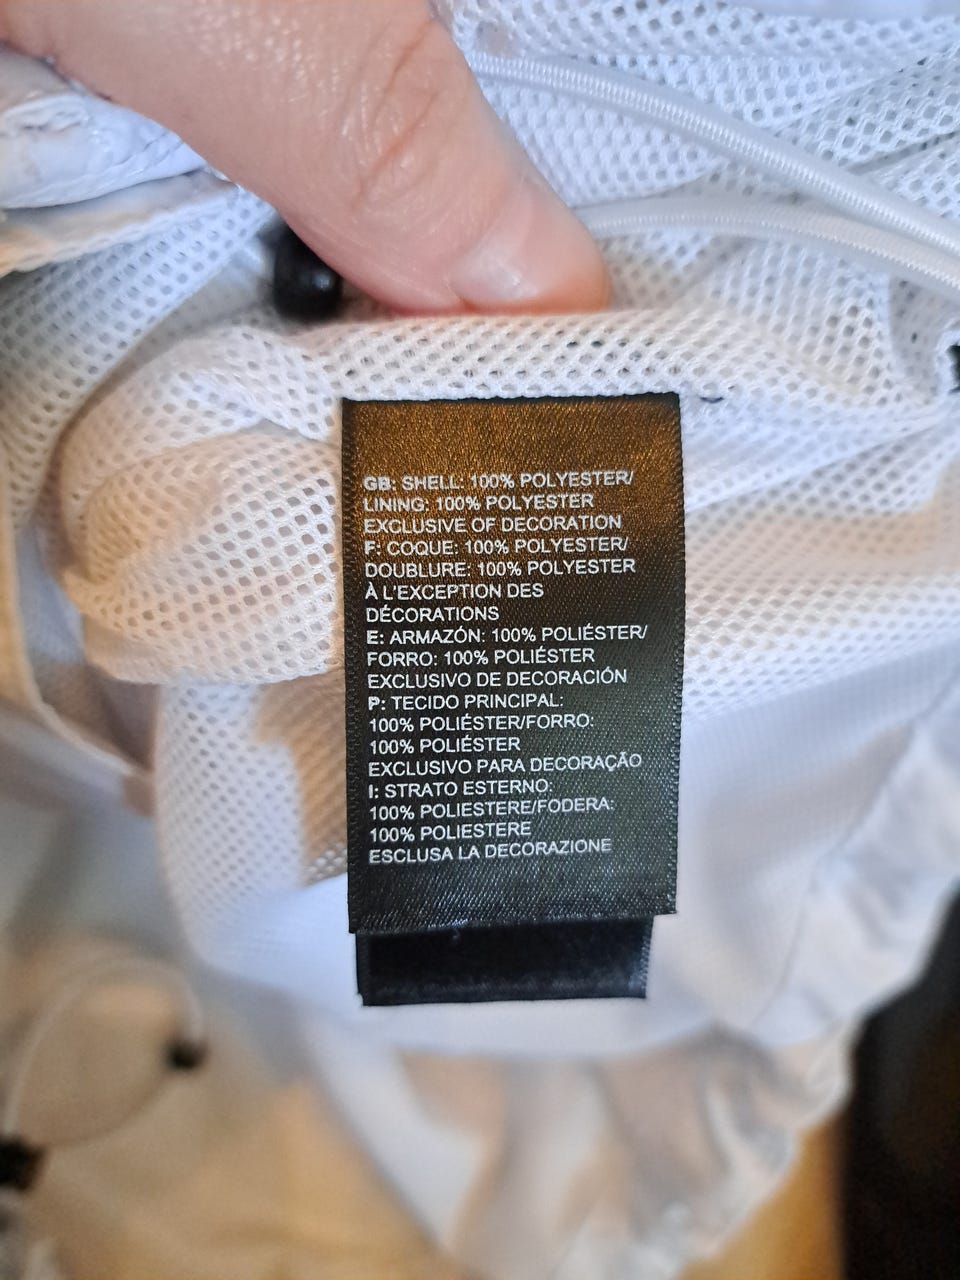 GB: SHELL: 100% POLYESTER/
LINING: 100% POLYESTER
EXCLUSIVE OF DECORATION
F: COQUE: 100% POLYESTER/
DOUBLURE: 100% POLYESTER
À L'EXCEPTION DES
DÉCORATIONS
E: ARMAZÓN: 100% POLIÉSTER/
FORRO: 100% POLIÉSTER
EXCLUSIVO DE DECORACIÓN
P: TECIDO PRINCIPAL:
100% POLIÉSTER/FORRO:
100% POLIÉSTER
EXCLUSIVO PARA DECORAÇÃO
I: STRATO ESTERNO:
100% POLIESTERE/FODERA:
100% POLIESTERE
ESCLUSA LA DECORAZIONE